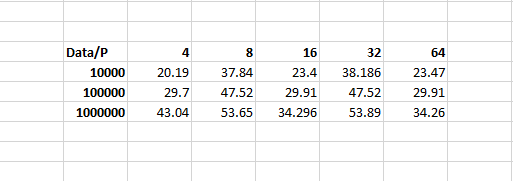 Data/P 4 8 16 32 64
10000 20.19 37.84 23.4 38.186 23.47
100000 29.7 47.52 29.91 47.52 29.91
1000000 43.04 53.65 34.296 53.89 34.26